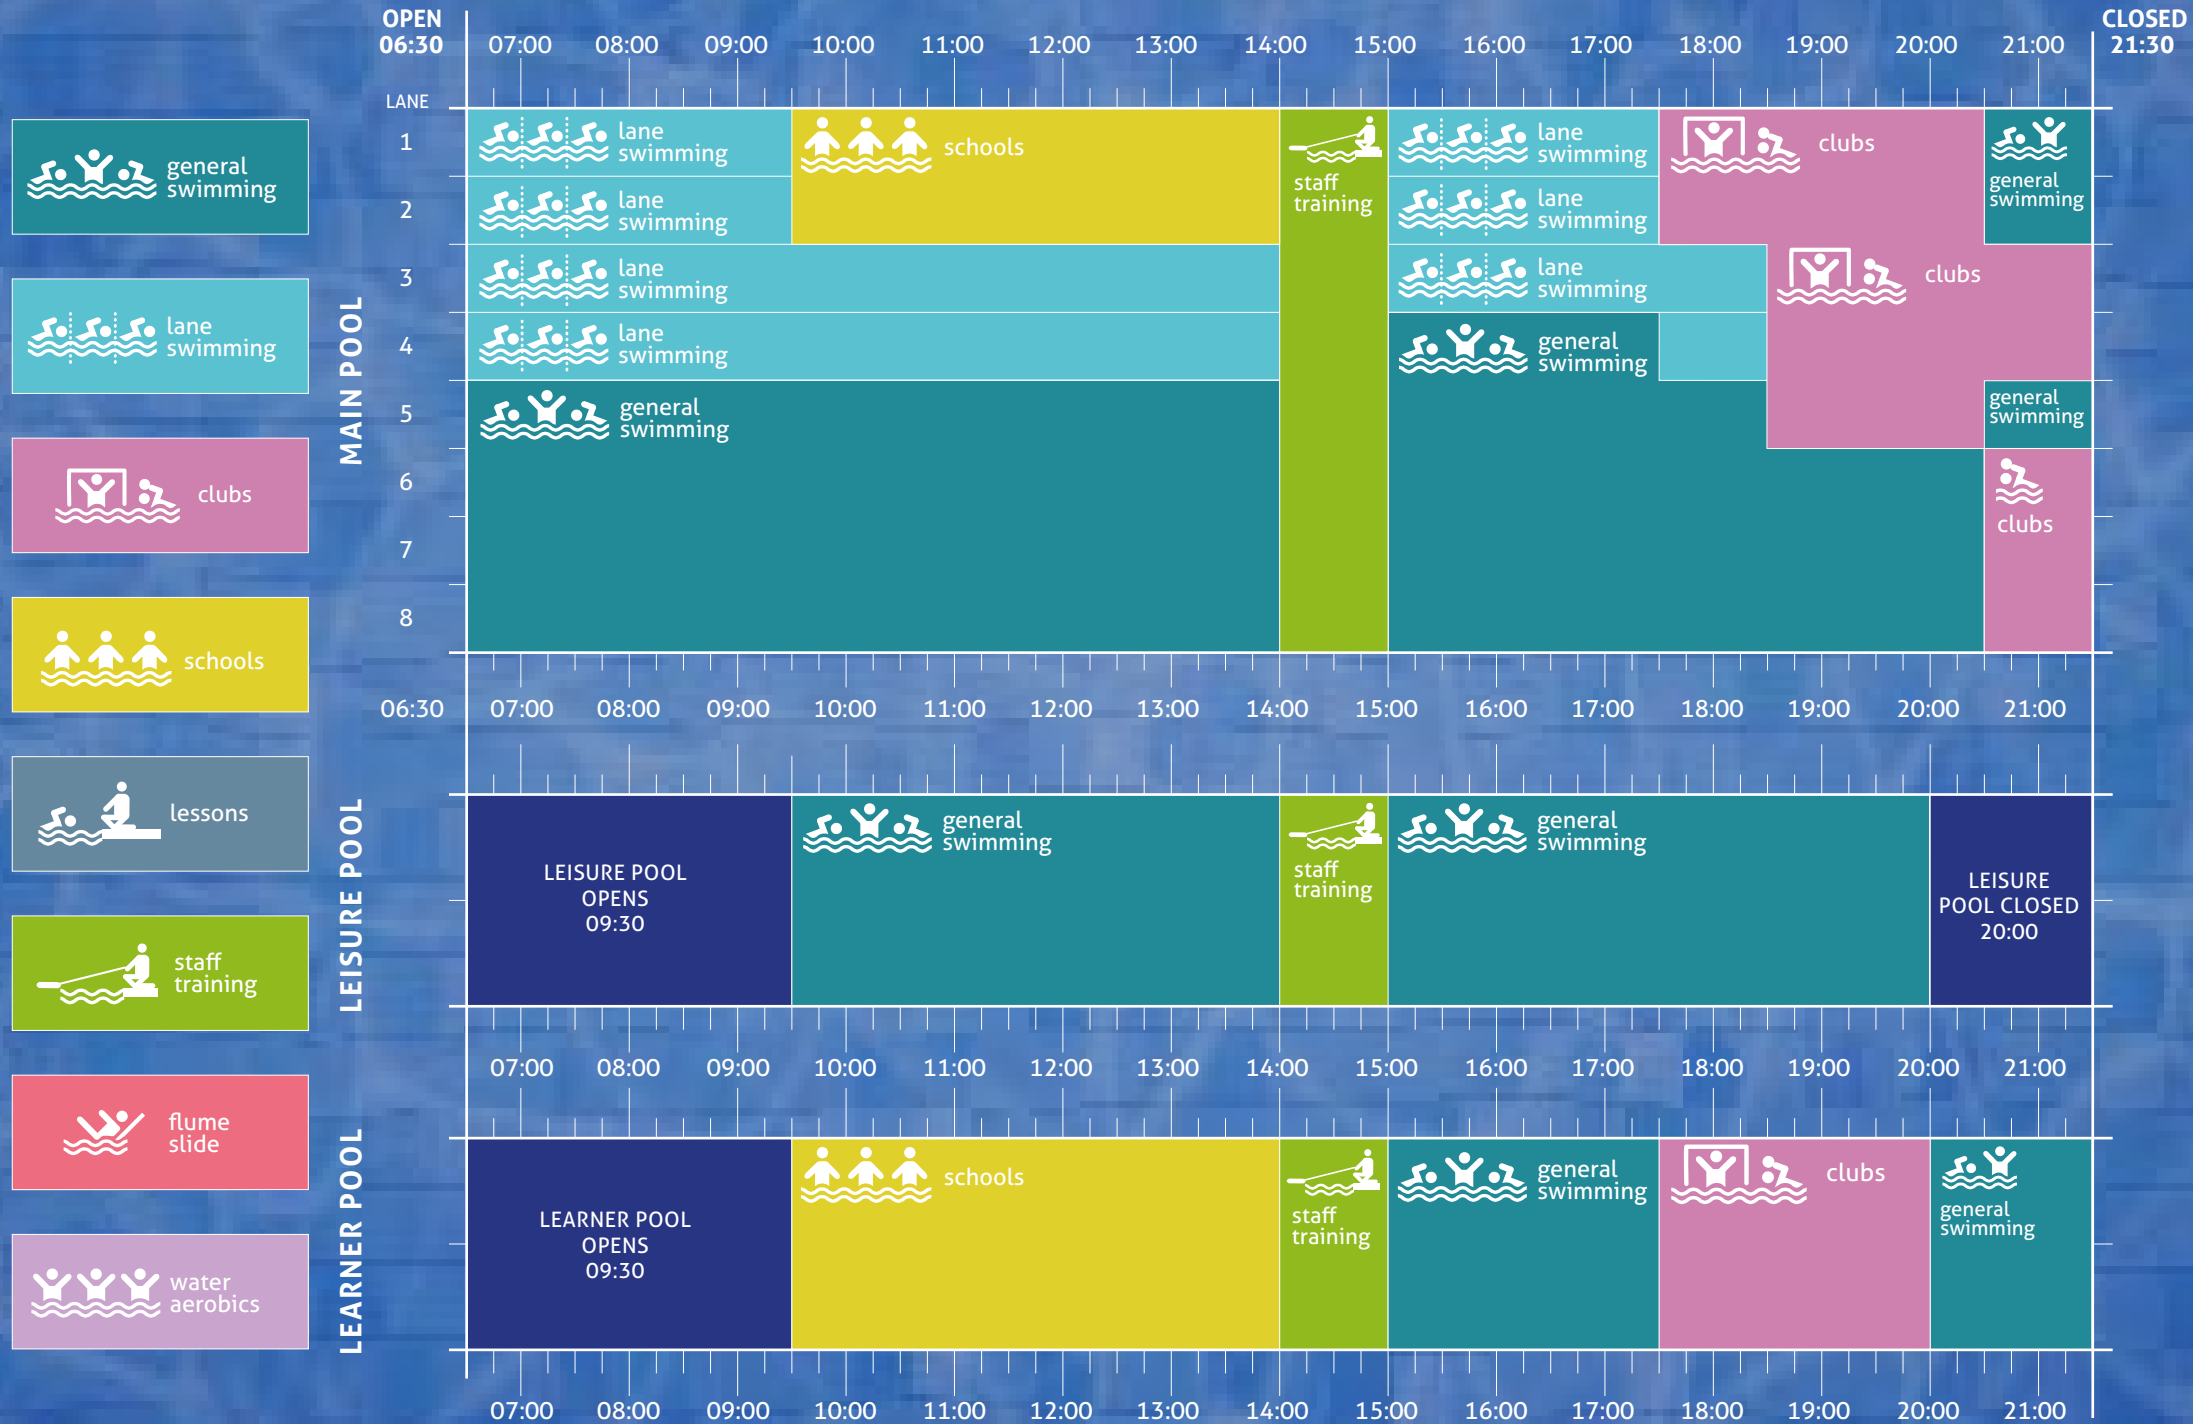 OPEN
06:30
07:00 08:00 09:00 10:00 11:00 12:00 13:00 14:00 15:00 16:00 17:00 18:00 19:00 20:00 21:00
CLOSED
21:30
general
swimming
lane
swimming
clubs
schools
lessons
staff
training
flume
slide
water
aerobics
MAIN POOL
LANE
1
2
3
4
5
6
7
8
lane
swimming
lane
swimming
lane
swimming
lane
swimming
general
swimming
schools
staff
training
lane
swimming
lane
swimming
lane
swimming
general
swimming
clubs
clubs
general
swimming
general
swimming
clubs
06:30 07:00 08:00 09:00 10:00 11:00 12:00 13:00 14:00 15:00 16:00 17:00 18:00 19:00 20:00 21:00
LEISURE POOL
LEISURE POOL
OPENS
09:30
general
swimming
staff
training
general
swimming
LEISURE
POOL CLOSED
20:00
07:00 08:00 09:00 10:00 11:00 12:00 13:00 14:00 15:00 16:00 17:00 18:00 19:00 20:00 21:00
LEARNER POOL
LEARNER POOL
OPENS
09:30
schools
staff
training
general
swimming
clubs
general
swimming
07:00 08:00 09:00 10:00 11:00 12:00 13:00 14:00 15:00 16:00 17:00 18:00 19:00 20:00 21:00